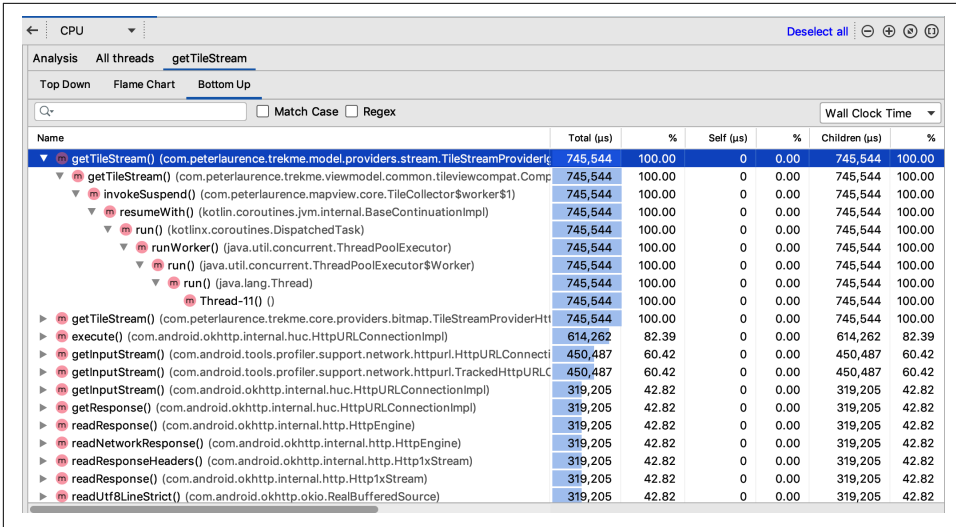 CPU Deselect all
Analysis All threads getTileStream
Top Down Flame Chart Bottom Up
Match Case Regex Wall Clock Time
Name Total (µs) % Self (µs) % Children (µs) %
getTileStream() (com.peterlaurence.trekme.model.providers.stream.TileStreamProviderIg 745,544 100.00 0 0.00 745,544 100.00
getTileStream() (com.peterlaurence.trekme.viewmodel.common.tileviewcompat.Comp 745,544 100.00 0 0.00 745,544 100.00
invokeSuspend() (com.peterlaurence.mapview.core.TileCollector$worker$1) 745,544 100.00 0 0.00 745,544 100.00
resumeWith() (kotlin.coroutines.jvm.internal.BaseContinuationImpl) 745,544 100.00 0 0.00 745,544 100.00
run() (kotlinx.coroutines.DispatchedTask) 745,544 100.00 0 0.00 745,544 100.00
runWorker() (java.util.concurrent.ThreadPoolExecutor) 745,544 100.00 0 0.00 745,544 100.00
run() (java.util.concurrent.ThreadPoolExecutor$Worker) 745,544 100.00 0 0.00 745,544 100.00
run() (java.lang.Thread) 745,544 100.00 0 0.00 745,544 100.00
Thread-11() () 745,544 100.00 0 0.00 745,544 100.00
getTileStream() (com.peterlaurence.trekme.core.providers.bitmap.TileStreamProviderHtt 745,544 100.00 0 0.00 745,544 100.00
execute() (com.android.okhttp.internal.huc.HttpURLConnectionImpl) 614,262 82.39 0 0.00 614,262 82.39
getInputStream() (com.android.tools.profiler.support.network.httpurl.HttpURLConnecti 450,487 60.42 0 0.00 450,487 60.42
getInputStream() (com.android.tools.profiler.support.network.httpurl.TrackedHttpURLC 450,487 60.42 0 0.00 450,487 60.42
getInputStream() (com.android.okhttp.internal.huc.HttpURLConnectionImpl) 319,205 42.82 0 0.00 319,205 42.82
getResponse() (com.android.okhttp.internal.huc.HttpURLConnectionImpl) 319,205 42.82 0 0.00 319,205 42.82
readResponse() (com.android.okhttp.internal.http.HttpEngine) 319,205 42.82 0 0.00 319,205 42.82
readNetworkResponse() (com.android.okhttp.internal.http.HttpEngine) 319,205 42.82 0 0.00 319,205 42.82
readResponseHeaders() (com.android.okhttp.internal.http.Http1xStream) 319,205 42.82 0 0.00 319,205 42.82
readResponse() (com.android.okhttp.internal.http.Http1xStream) 319,205 42.82 0 0.00 319,205 42.82
readUtf8LineStrict() (com.android.okhttp.okio.RealBufferedSource) 319,205 42.82 0 0.00 319,205 42.82